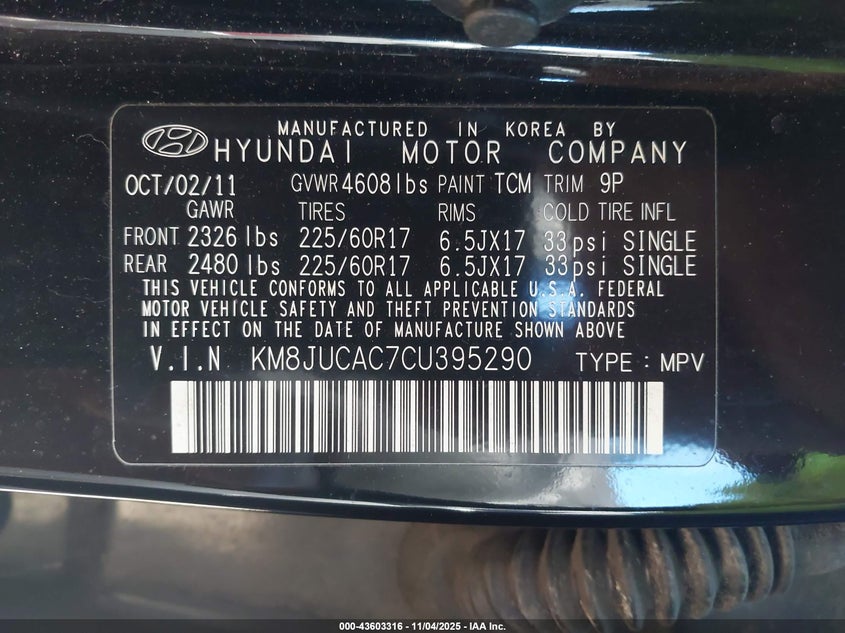 MANUFACTURED IN KOREA BY
HYUNDAI MOTOR COMPANY
OCT/02/11 GVWR 4608lbs PAINT TCM TRIM 9P
GAWR TIRES RIMS COLD TIRE INFL
FRONT 2326 lbs 225/60R17 6.5JX17 33psi SINGLE
REAR 2480 lbs 225/60R17 6.5JX17 33psi SINGLE
THIS VEHICLE CONFORMS TO ALL APPLICABLE U.S.A. FEDERAL
MOTOR VEHICLE SAFETY AND THEFT PREVENTION STANDARDS
IN EFFECT ON THE DATE OF MANUFACTURE SHOWN ABOVE
V.I.N KM8JUCAC7CU395290 TYPE : MPV
000-43603316 - 11/04/2025 - IAA Inc.